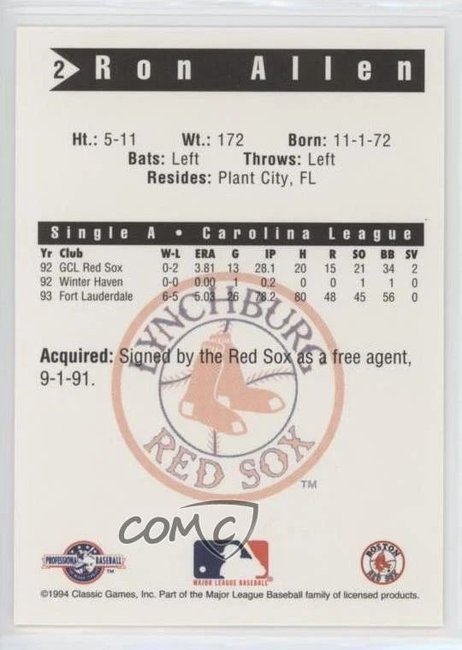 2 Ron Allen
Ht.: 5-11 Wt.: 172 Born: 11-1-72
Bats: Left Throws: Left
Resides: Plant City, FL
Single A • Carolina League
Yr Club W-L ERA G IP H R SO BB SV
92 GCL Red Sox 0-2 3.81 13 28.1 20 15 21 34 2
92 Winter Haven 0-0 0.00 1 0.2 0 0 1 1 0
93 Fort Lauderdale 6-5 5.03 26 78.2 80 48 45 56 0
LYNCHBURG
Acquired: Signed by the Red Sox as a free agent,
9-1-91.
RED SOX
TM
COMC
PROFESSIONAL BASEBALL
TM
MAJOR LEAGUE BASEBALL
BOSTON
RED SOX
©1994 Classic Games, Inc. Part of the Major League Baseball family of licensed products.